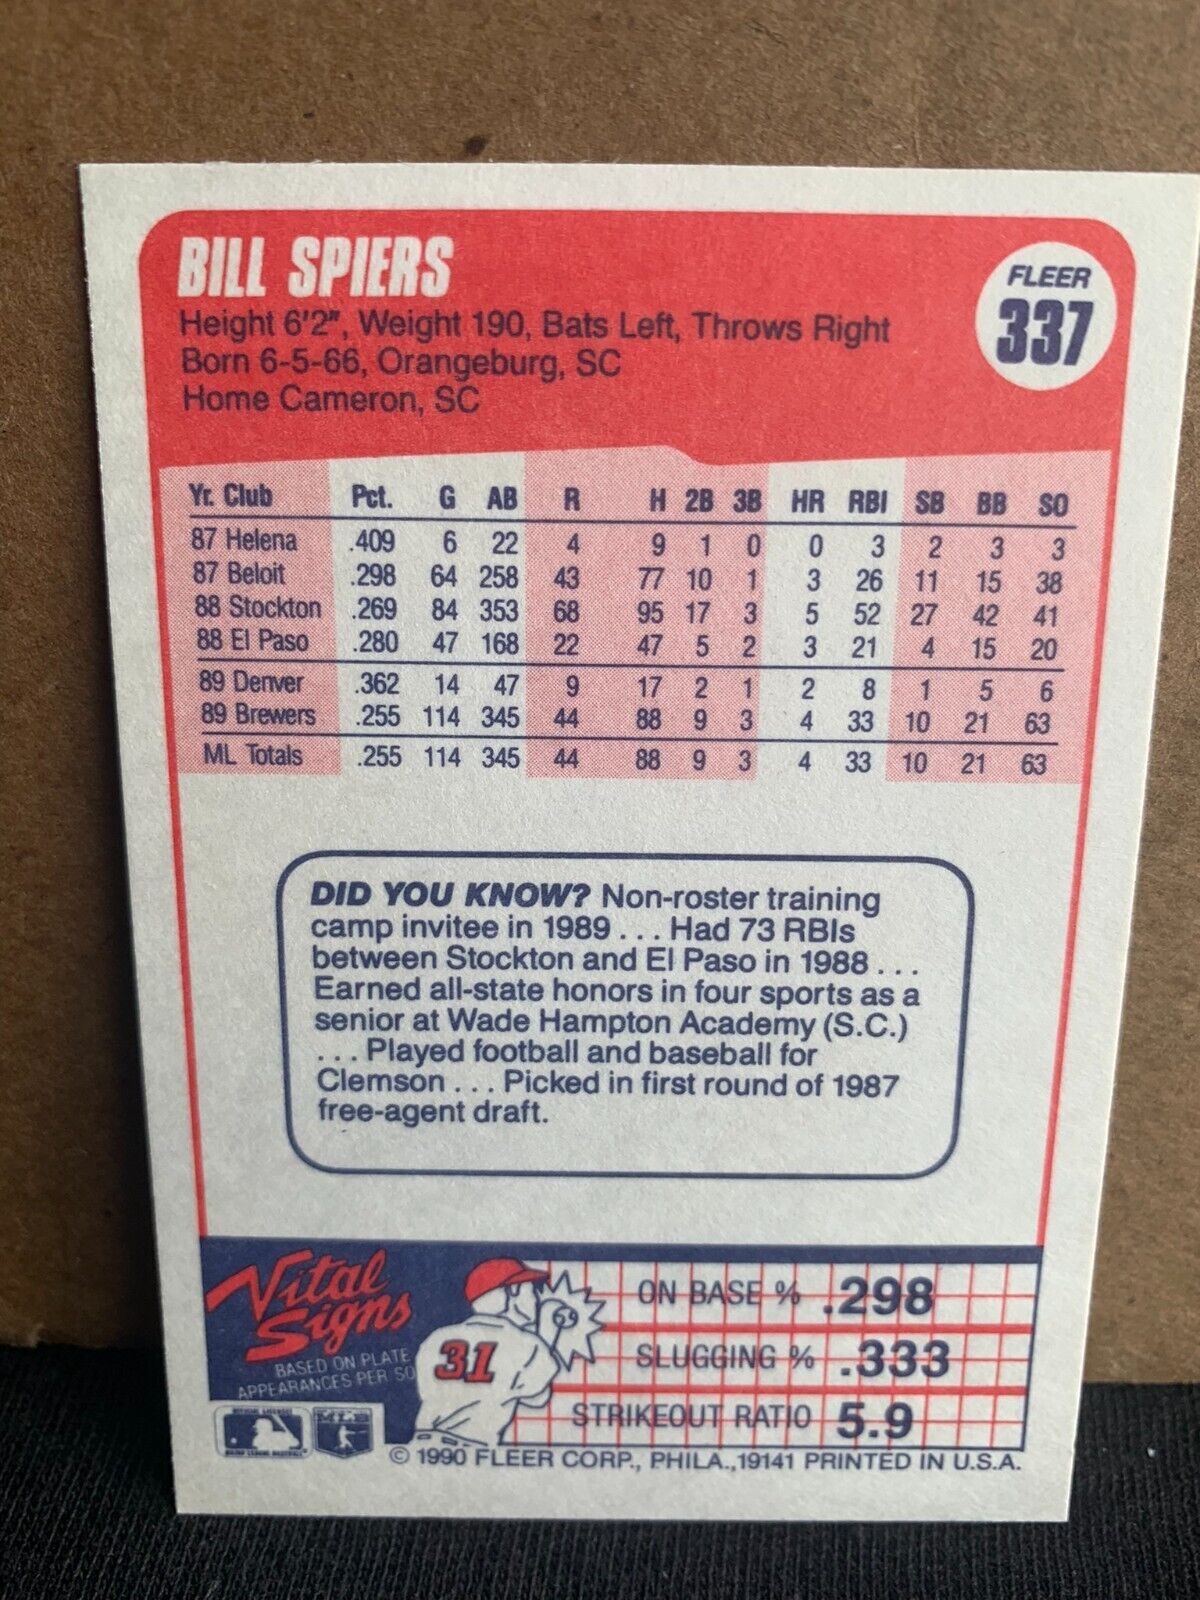 BILL SPIERS
FLEER
337
Height 6'2", Weight 190, Bats Left, Throws Right
Born 6-5-66, Orangeburg, SC
Home Cameron, SC
Yr. Club Pct. G AB R H 2B 3B HR RBI SB BB SO
87 Helena .409 6 22 4 9 1 0 0 3 2 3 3
87 Beloit .298 64 258 43 77 10 1 3 26 11 15 38
88 Stockton .269 84 353 68 95 17 3 5 52 27 42 41
88 El Paso .280 47 168 22 47 5 2 3 21 4 15 20
89 Denver .362 14 47 9 17 2 1 2 8 1 5 6
89 Brewers .255 114 345 44 88 9 3 4 33 10 21 63
ML Totals .255 114 345 44 88 9 3 4 33 10 21 63
DID YOU KNOW? Non-roster training
camp invitee in 1989 . . . Had 73 RBIs
between Stockton and El Paso in 1988 . . .
Earned all-state honors in four sports as a
senior at Wade Hampton Academy (S.C.)
. . . Played football and baseball for
Clemson . . . Picked in first round of 1987
free-agent draft.
Vital
Signs
BASED ON PLATE
APPEARANCES PER SO
31
ON BASE % .298
SLUGGING % .333
STRIKEOUT RATIO 5.9
© 1990 FLEER CORP., PHILA.,19141 PRINTED IN U.S.A.